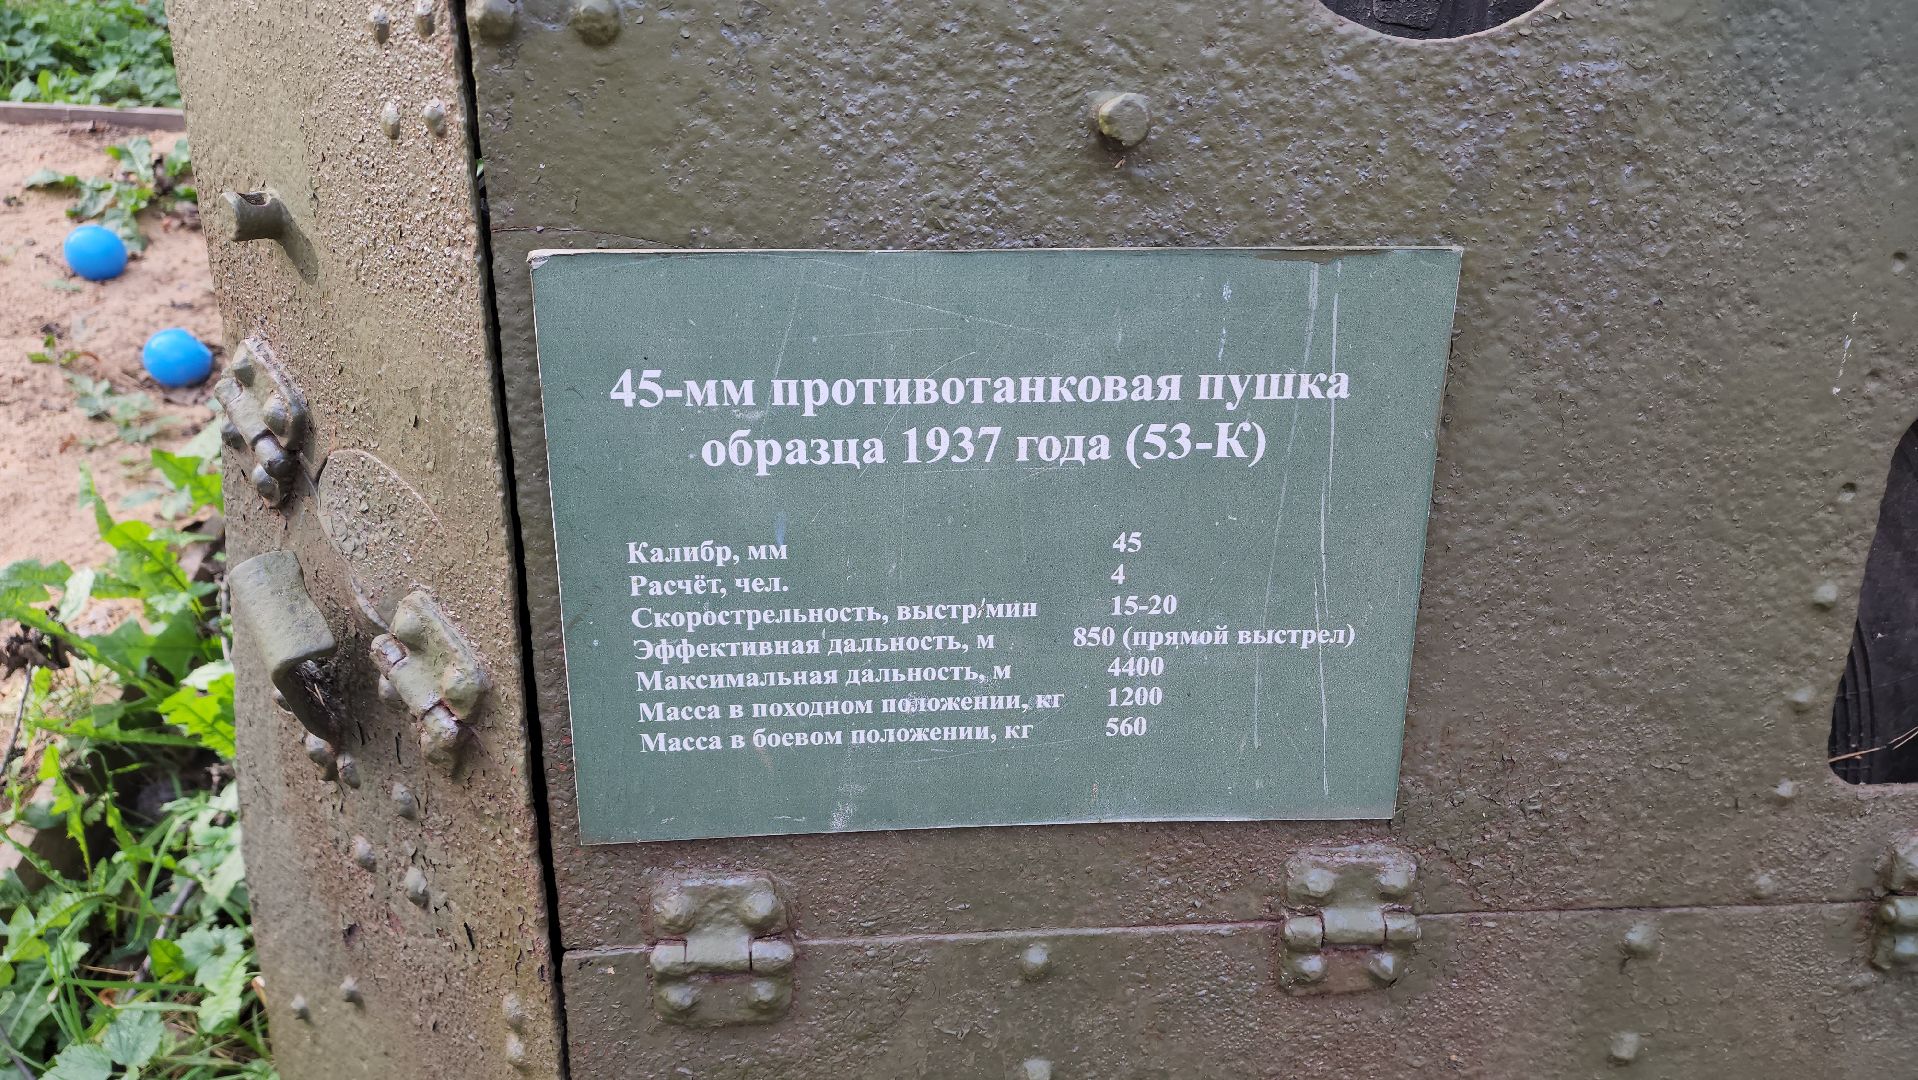 45-мм противотанковая пушка
образца 1937 года (53-К)
Калибр, мм 45
Расчёт, чел. 4
Скорострельность, выстр/мин 15-20
Эффективная дальность, м 850 (прямой выстрел)
Максимальная дальность, м 4400
Масса в походном положении, кг 1200
Масса в боевом положении, кг 560